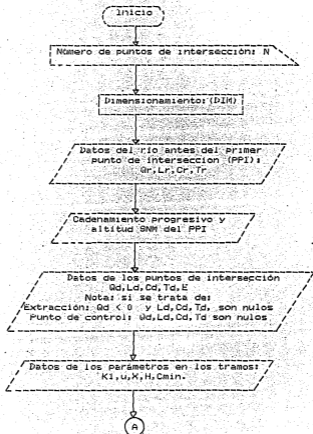 Inicio
Número de puntos de intersección: N
Dimensionamiento:(DIM)
Datos del río antes del primer
punto de interseccion (PPI):
Qr,Lr,Cr,Tr
Cadenamiento progresivo y
altitud SNM del PPI
Datos de los puntos de intersección
Qd,Ld,Cd,Td,E
Nota: si se trata de:
Extracción: Qd < 0 y Ld,Cd,Td, son nulos
Punto de control: Qd,Ld,Cd,Td son nulos
Datos de los parámetros en los tramos:
K1,u,X,H,Cmin.
A